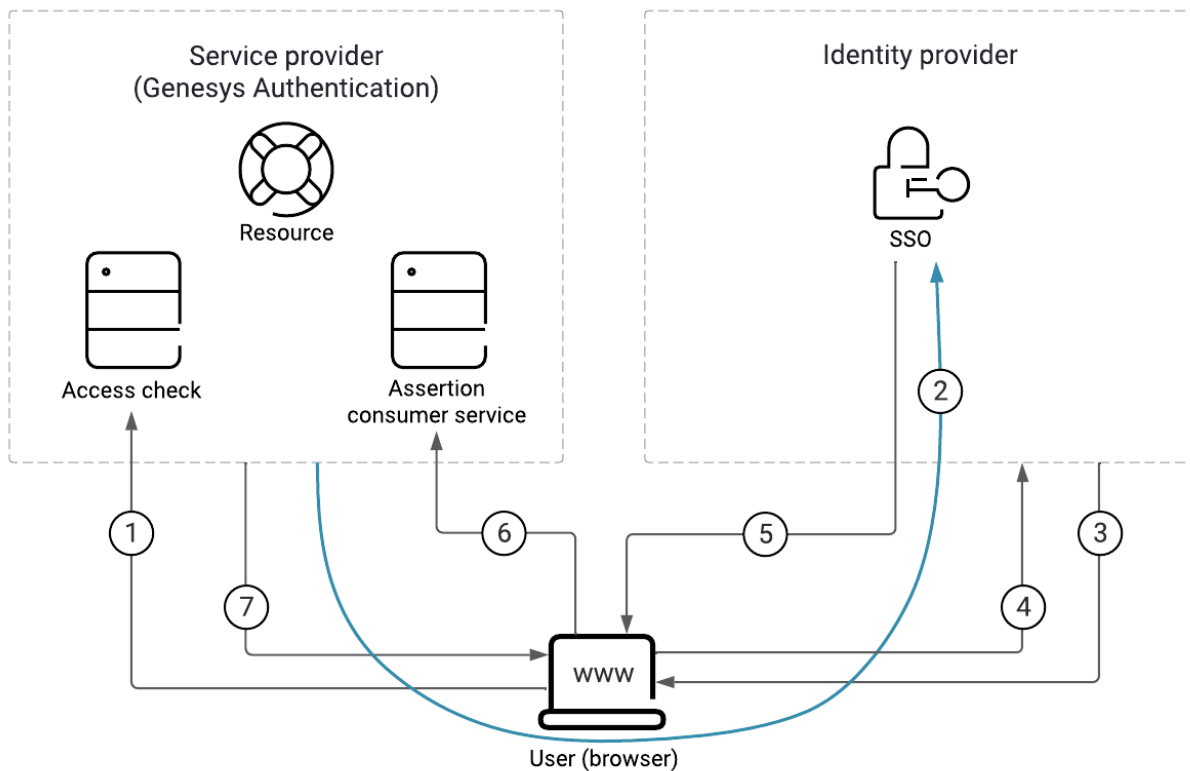 Service provider
(Genesys Authentication)
Identity provider
Resource
SSO
Access check
Assertion
consumer service
2
1
6
5
3
7
4
www
User (browser)